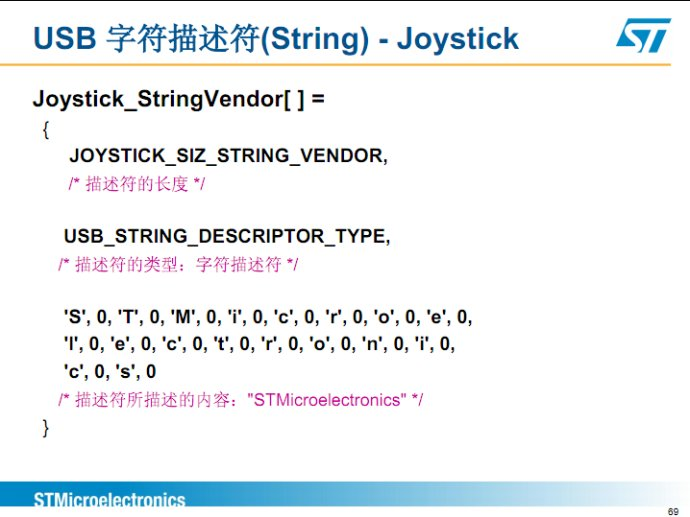 USB 字符描述符(String) - Joystick
ST
Joystick_StringVendor[ ] =
{
JOYSTICK_SIZ_STRING_VENDOR,
/* 描述符的长度 */
USB_STRING_DESCRIPTOR_TYPE,
/* 描述符的类型：字符描述符 */
'S', 0, 'T', 0, 'M', 0, 'i', 0, 'c', 0, 'r', 0, 'o', 0, 'e', 0,
'l', 0, 'e', 0, 'c', 0, 't', 0, 'r', 0, 'o', 0, 'n', 0, 'i', 0,
'c', 0, 's', 0
/* 描述符所描述的内容："STMicroelectronics" */
}
STMicroelectronics
69